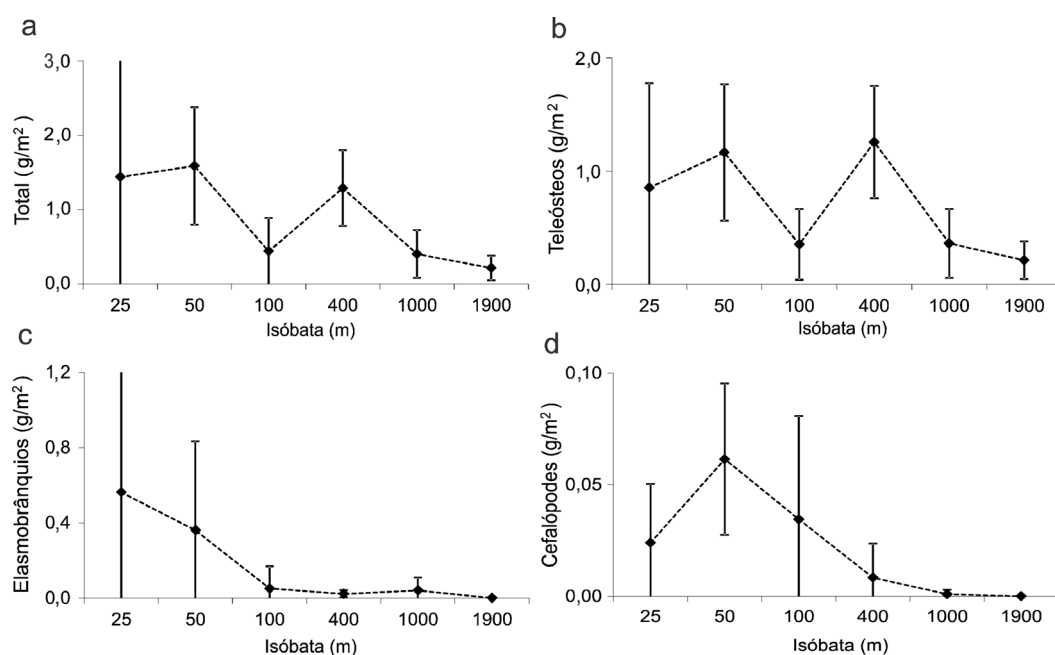 a
Total (g/m²)
3,0
2,0
1,0
0,0
25 50 100 400 1000 1900
Isóbata (m)
b
Teleósteos (g/m²)
2,0
1,0
0,0
25 50 100 400 1000 1900
Isóbata (m)
c
Elasmobrânquios (g/m²)
1,2
0,8
0,4
0,0
25 50 100 400 1000 1900
Isóbata (m)
d
Cefalópodes (g/m²)
0,10
0,05
0,00
25 50 100 400 1000 1900
Isóbata (m)